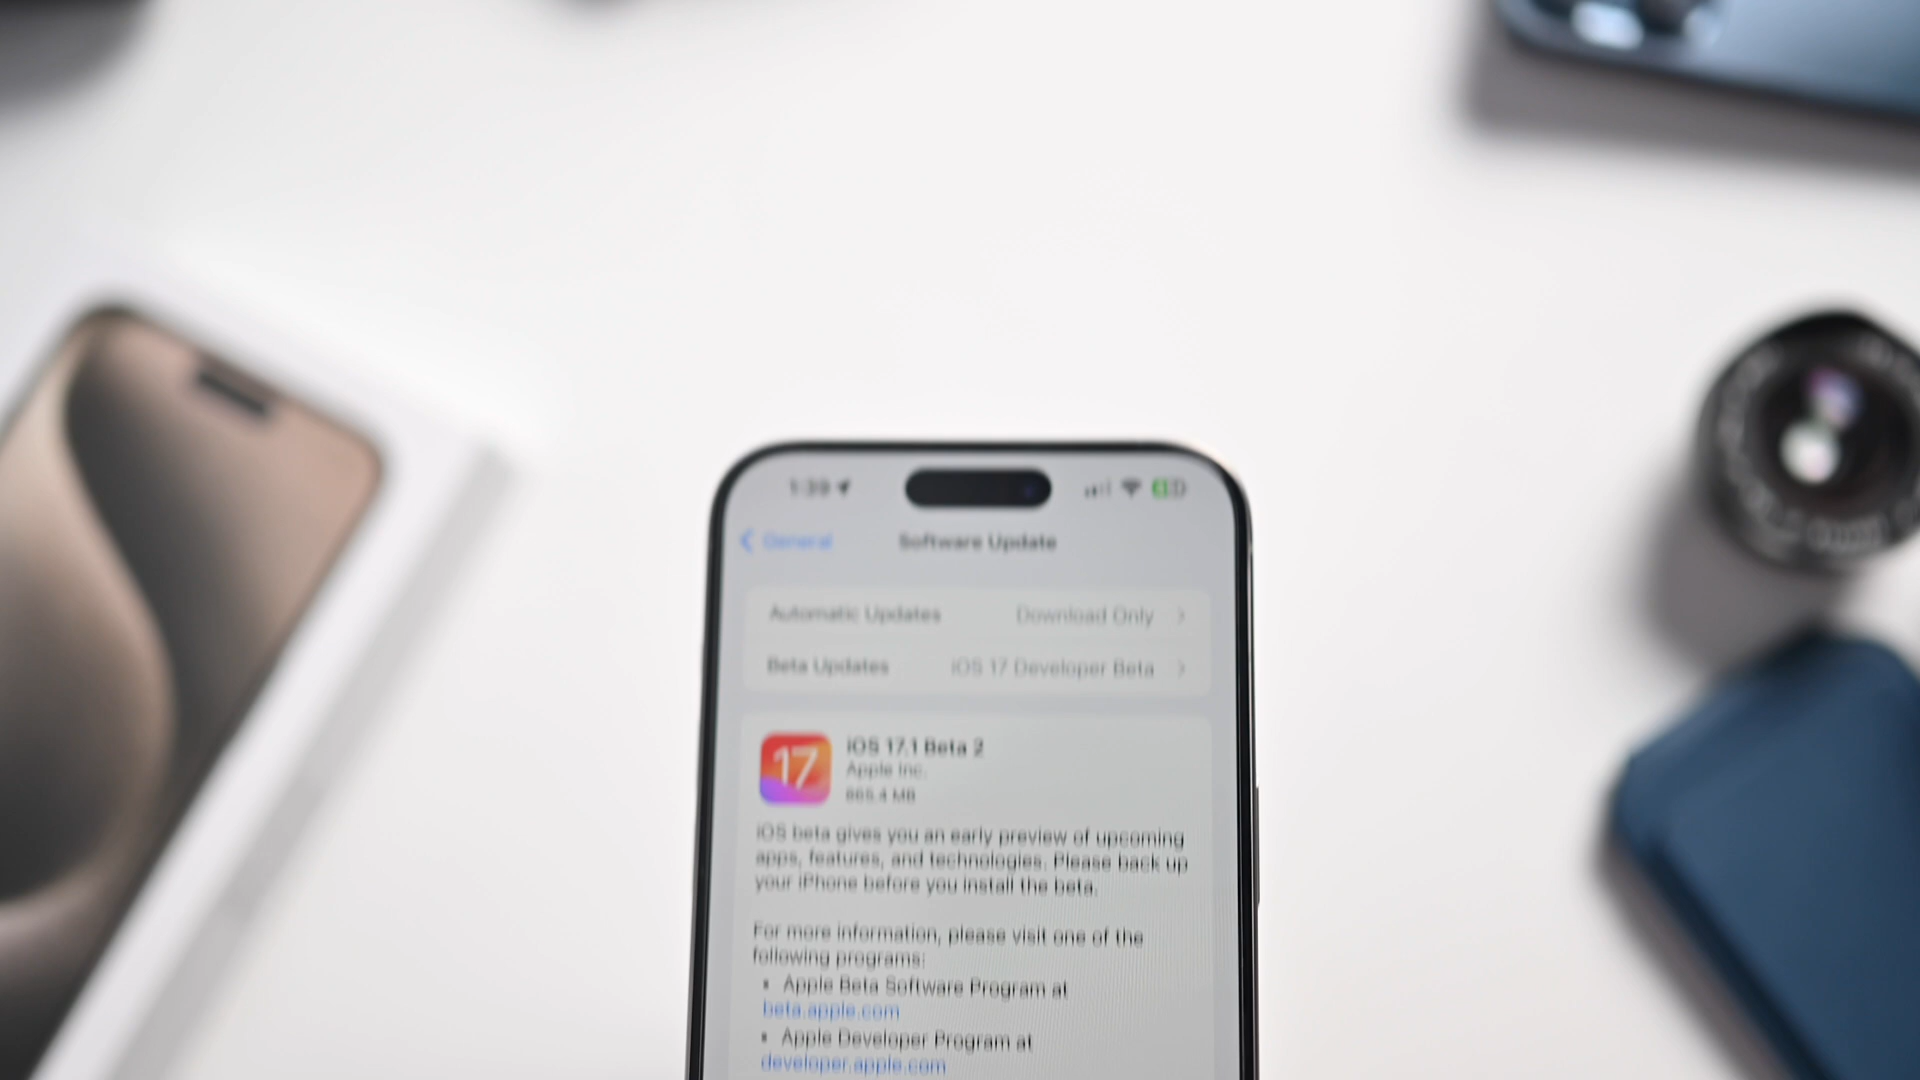 1:39
General
Software Update
Automatic Updates Download Only
Beta Updates iOS 17 Developer Beta
17
iOS 17.1 Beta 2
Apple Inc.
865.4 MB
iOS beta gives you an early preview of upcoming
apps, features, and technologies. Please back up
your iPhone before you install the beta.
For more information, please visit one of the
following programs:
• Apple Beta Software Program at
beta.apple.com
• Apple Developer Program at
developer.apple.com